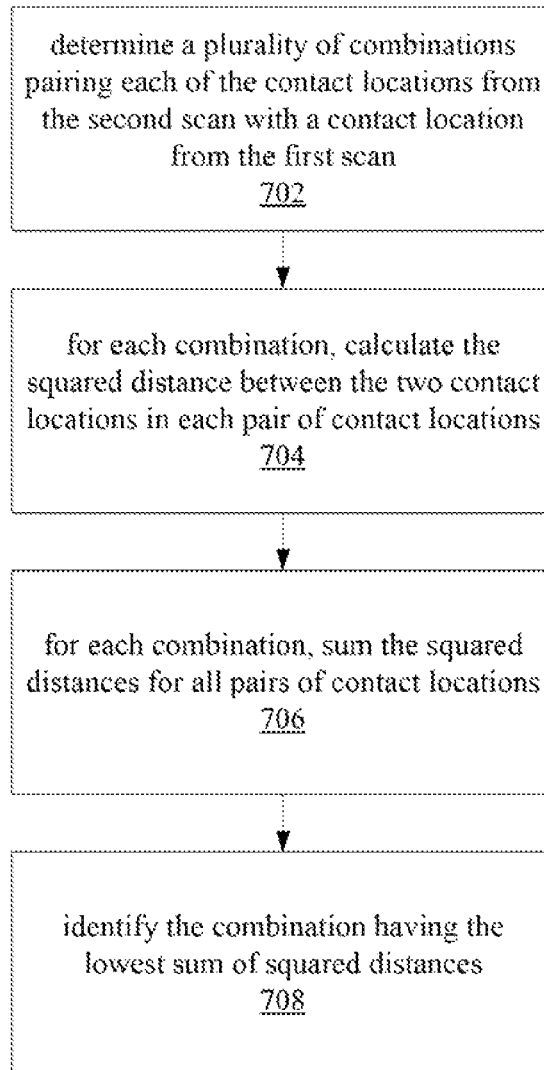 determine a plurality of combinations
pairing each of the contact locations from
the second scan with a contact location
from the first scan
702
for each combination, calculate the
squared distance between the two contact
locations in each pair of contact locations
704
for each combination, sum the squared
distances for all pairs of contact locations
706
identify the combination having the
lowest sum of squared distances
708